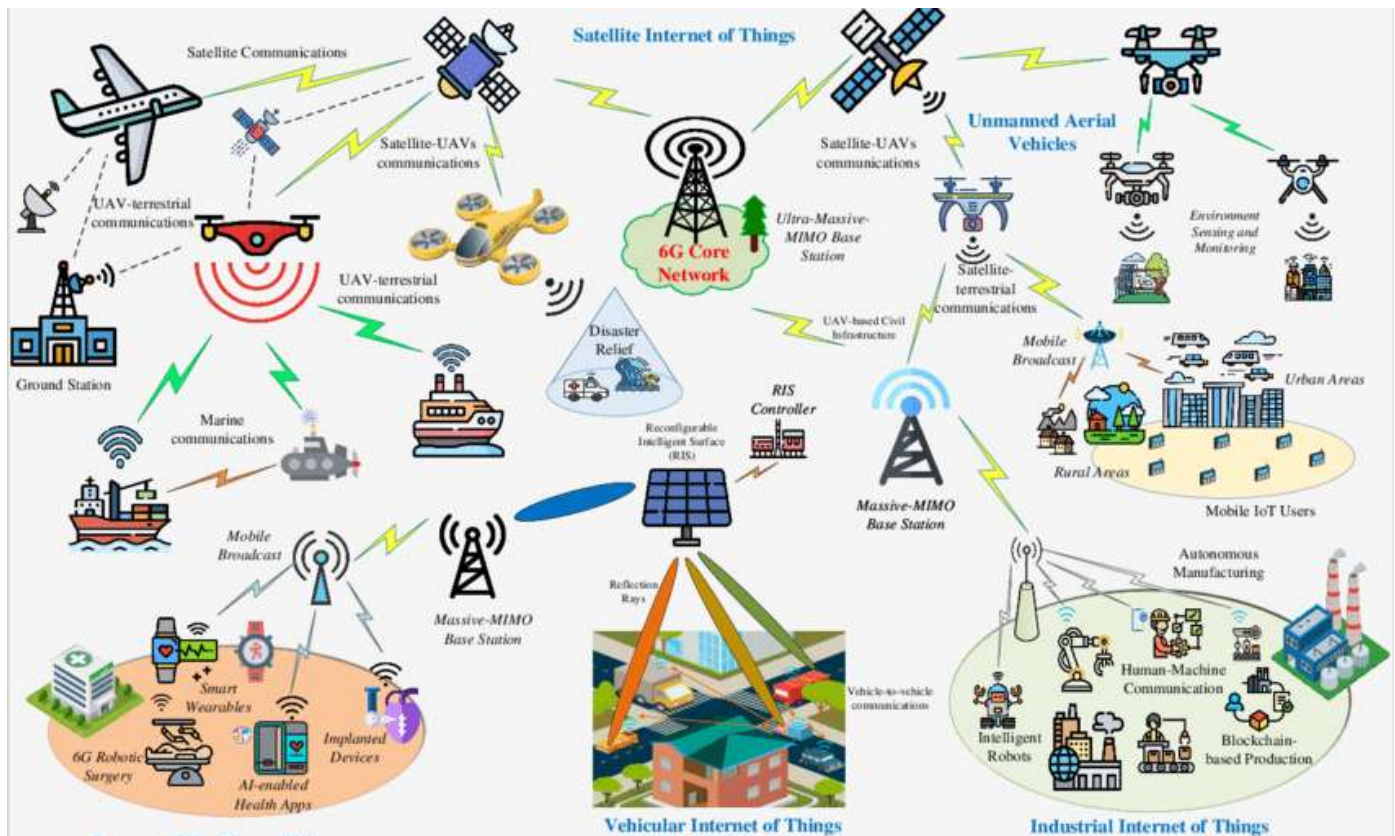 Satellite Internet of Things
Satellite Communications
Unmanned Aerial
Vehicles
Satellite-UAVs
communications
Satellite-UAVs
communications
UAV-terrestrial
communications
Ultra-Massive-
MIMO Base
Station
Environment
Sensing and
Monitoring
6G Core
Network
UAV-terrestrial
communications
Satellite-
terrestrial
communications
UAV-based Civil
Infrastructure
Disaster
Relief
Mobile
Broadcast
Urban Areas
Ground Station
RIS
Controller
Marine
communications
Reconfigurable
Intelligent Surface
(RIS)
Rural Areas
Massive-MIMO
Base Station
Mobile IoT Users
Mobile
Broadcast
Autonomous
Manufacturing
Reflection
Rays
Massive-MIMO
Base Station
Smart
Wearables
Human-Machine
Communication
Vehicle-to-vehicle
communications
Implanted
Devices
6G Robotic
Surgery
Intelligent
Robots
Blockchain-
based Production
AI-enabled
Health Apps
Vehicular Internet of Things
Industrial Internet of Things